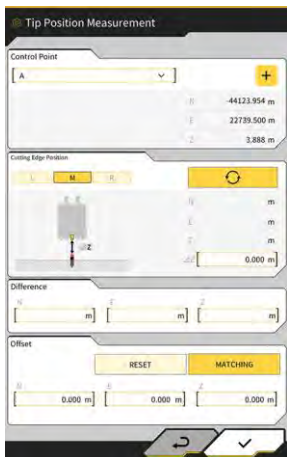 Tip Position Measurement
Control Point
[ A ]
+
N -44123.954 m
E 22739.500 m
Z 3.888 m
Cutting Edge Position
L M R
N m
E m
Z m
⊿Z
⊿Z [ 0.000 m ]
Difference
N E Z
[ m] [ m] [ m]
Offset
RESET MATCHING
N E Z
[ 0.000 m] [ 0.000 m] [ 0.000 m]